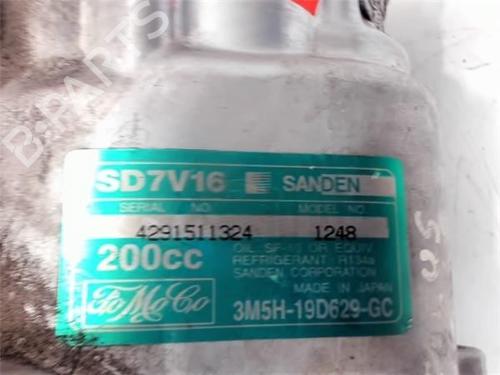 B-PARTS
SD7V16 SANDEN
SERIAL NO. MODEL NO.
4291511324 1248
200cc
OIL: SP-10 OR EQUIV.
REFRIGERANT: R134a
SANDEN CORPORATION
MADE IN JAPAN
FoMoCo 3M5H-19D629-GC